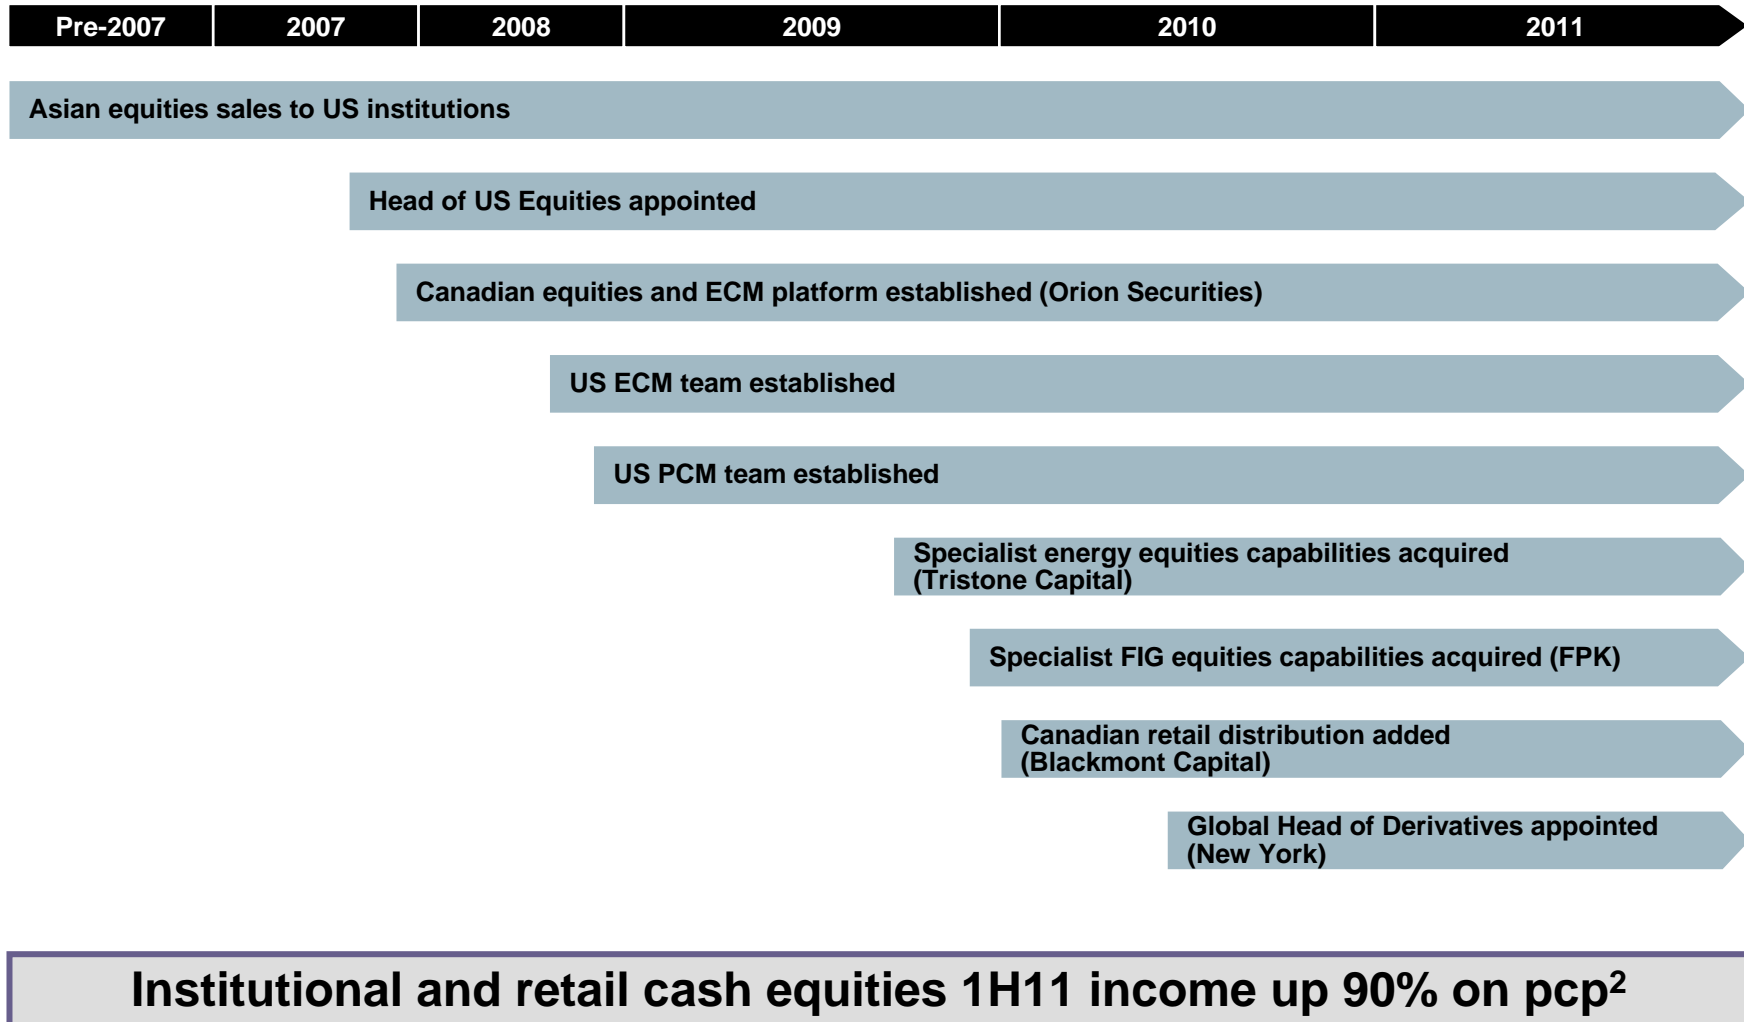 Pre-2007 2007 2008 2009 2010 2011
Asian equities sales to US institutions
Head of US Equities appointed
Canadian equities and ECM platform established (Orion Securities)
US ECM team established
US PCM team established
Specialist energy equities capabilities acquired
(Tristone Capital)
Specialist FIG equities capabilities acquired (FPK)
Canadian retail distribution added
(Blackmont Capital)
Global Head of Derivatives appointed
(New York)
Institutional and retail cash equities 1H11 income up 90% on pcp²